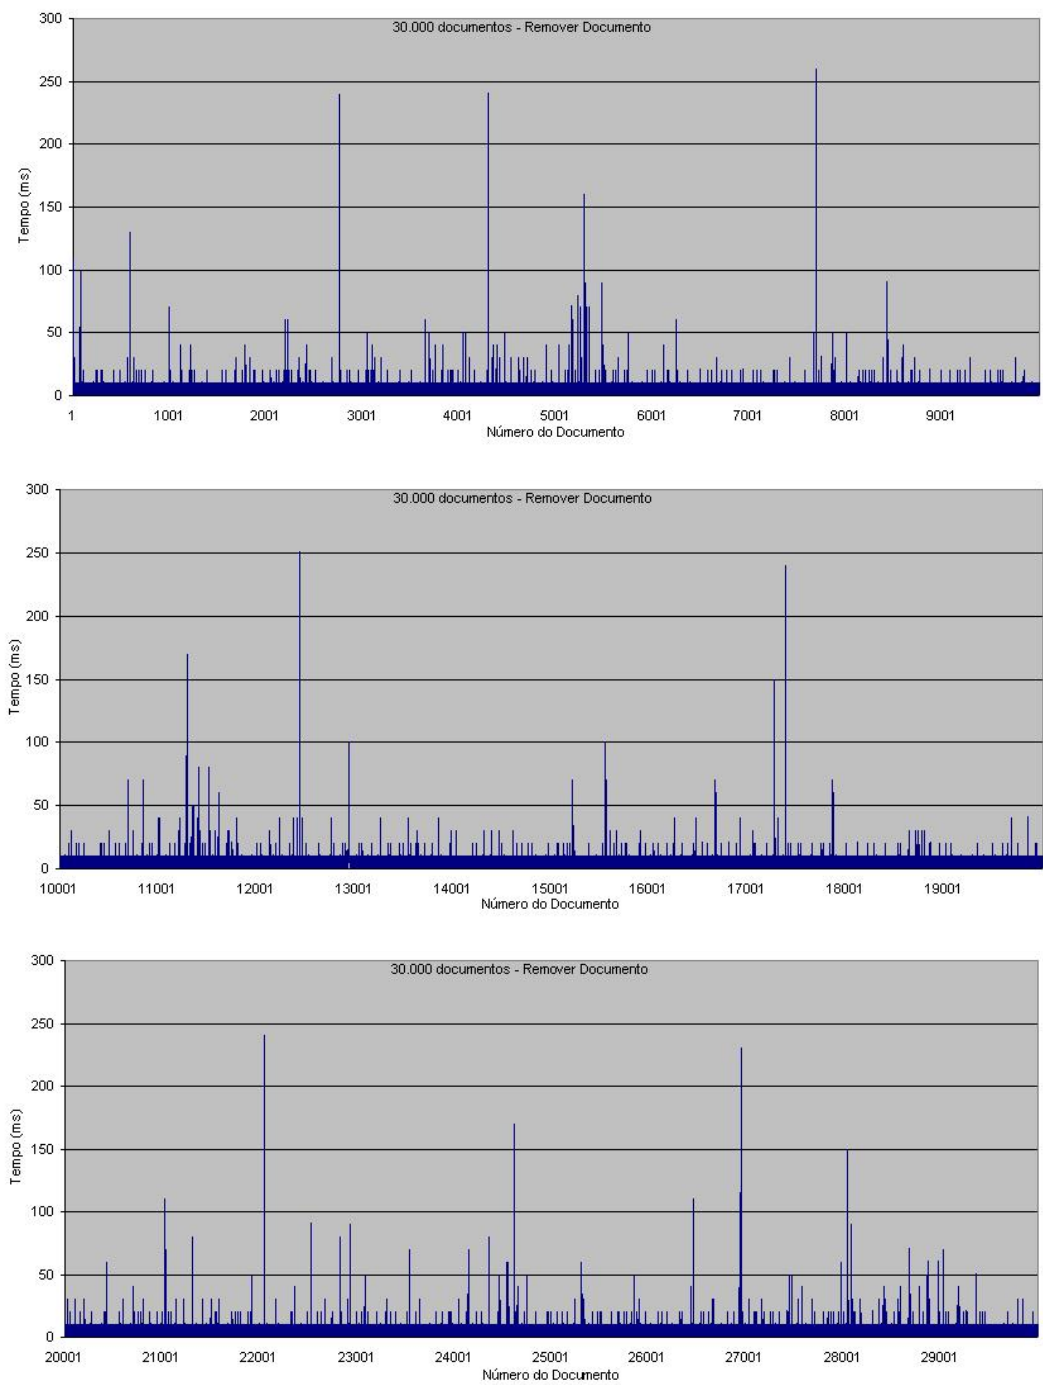 30.000 documentos - Remover Documento
300
250
200
150
100
50
0
Tempo (ms)
1 1001 2001 3001 4001 5001 6001 7001 8001 9001
Número do Documento
30.000 documentos - Remover Documento
300
250
200
150
100
50
0
Tempo (ms)
10001 11001 12001 13001 14001 15001 16001 17001 18001 19001
Número do Documento
30.000 documentos - Remover Documento
300
250
200
150
100
50
0
Tempo (ms)
20001 21001 22001 23001 24001 25001 26001 27001 28001 29001
Número do Documento